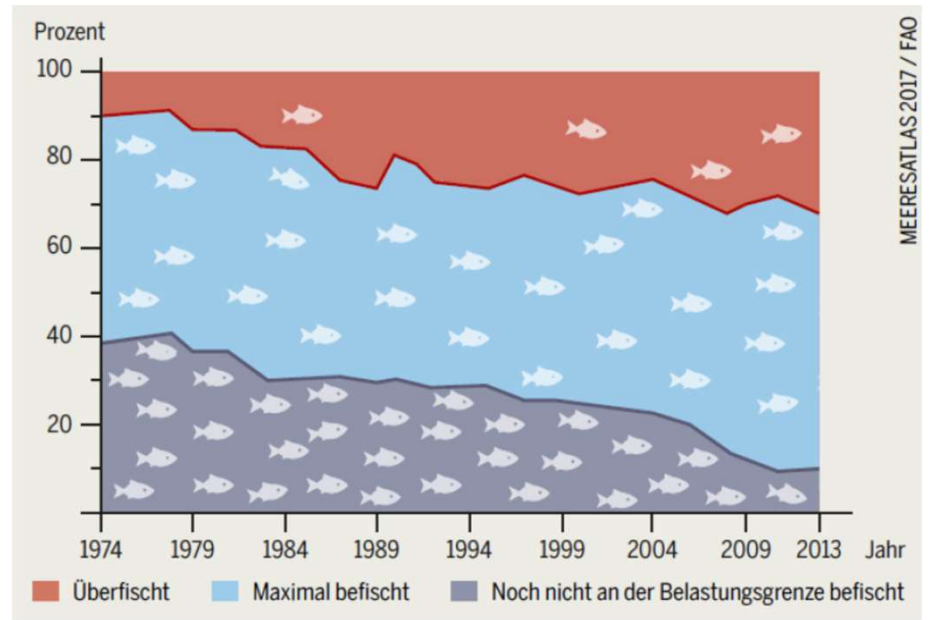 Prozent
100
80
60
40
20
1974 1979 1984 1989 1994 1999 2004 2009 2013 Jahr
Überfischt Maximal befischt Noch nicht an der Belastungsgrenze befischt
MEERESATLAS 2017 / FAO